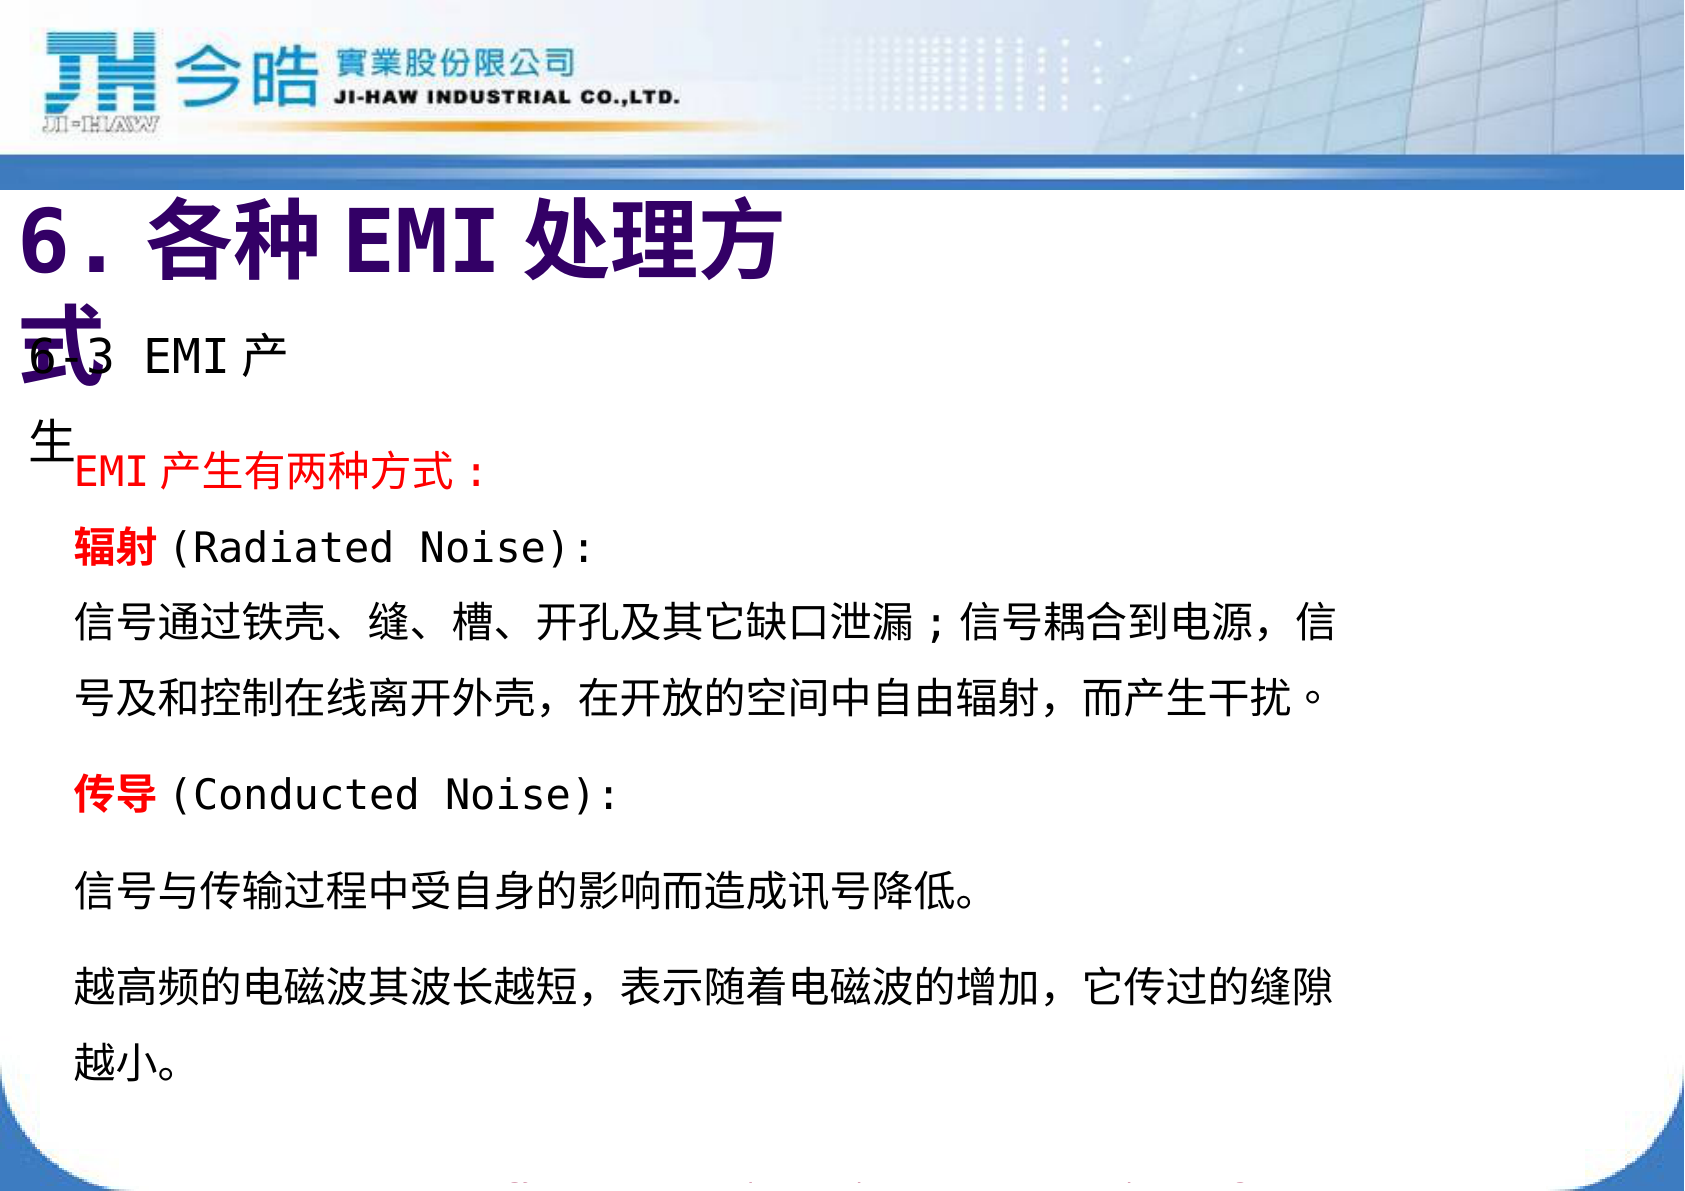 JH 今皓 實業股份限公司
JI-HAW INDUSTRIAL CO.,LTD.
JI-HAW
6. 各种 EMI 处理方
式
6-3 EMI 产
生
EMI 产生有两种方式：
辐射 (Radiated Noise):
信号通过铁壳、缝、槽、开孔及其它缺口泄漏；信号耦合到电源，信
号及和控制在线离开外壳，在开放的空间中自由辐射，而产生干扰。
传导 (Conducted Noise):
信号与传输过程中受自身的影响而造成讯号降低。
越高频的电磁波其波长越短，表示随着电磁波的增加，它传过的缝隙
越小。